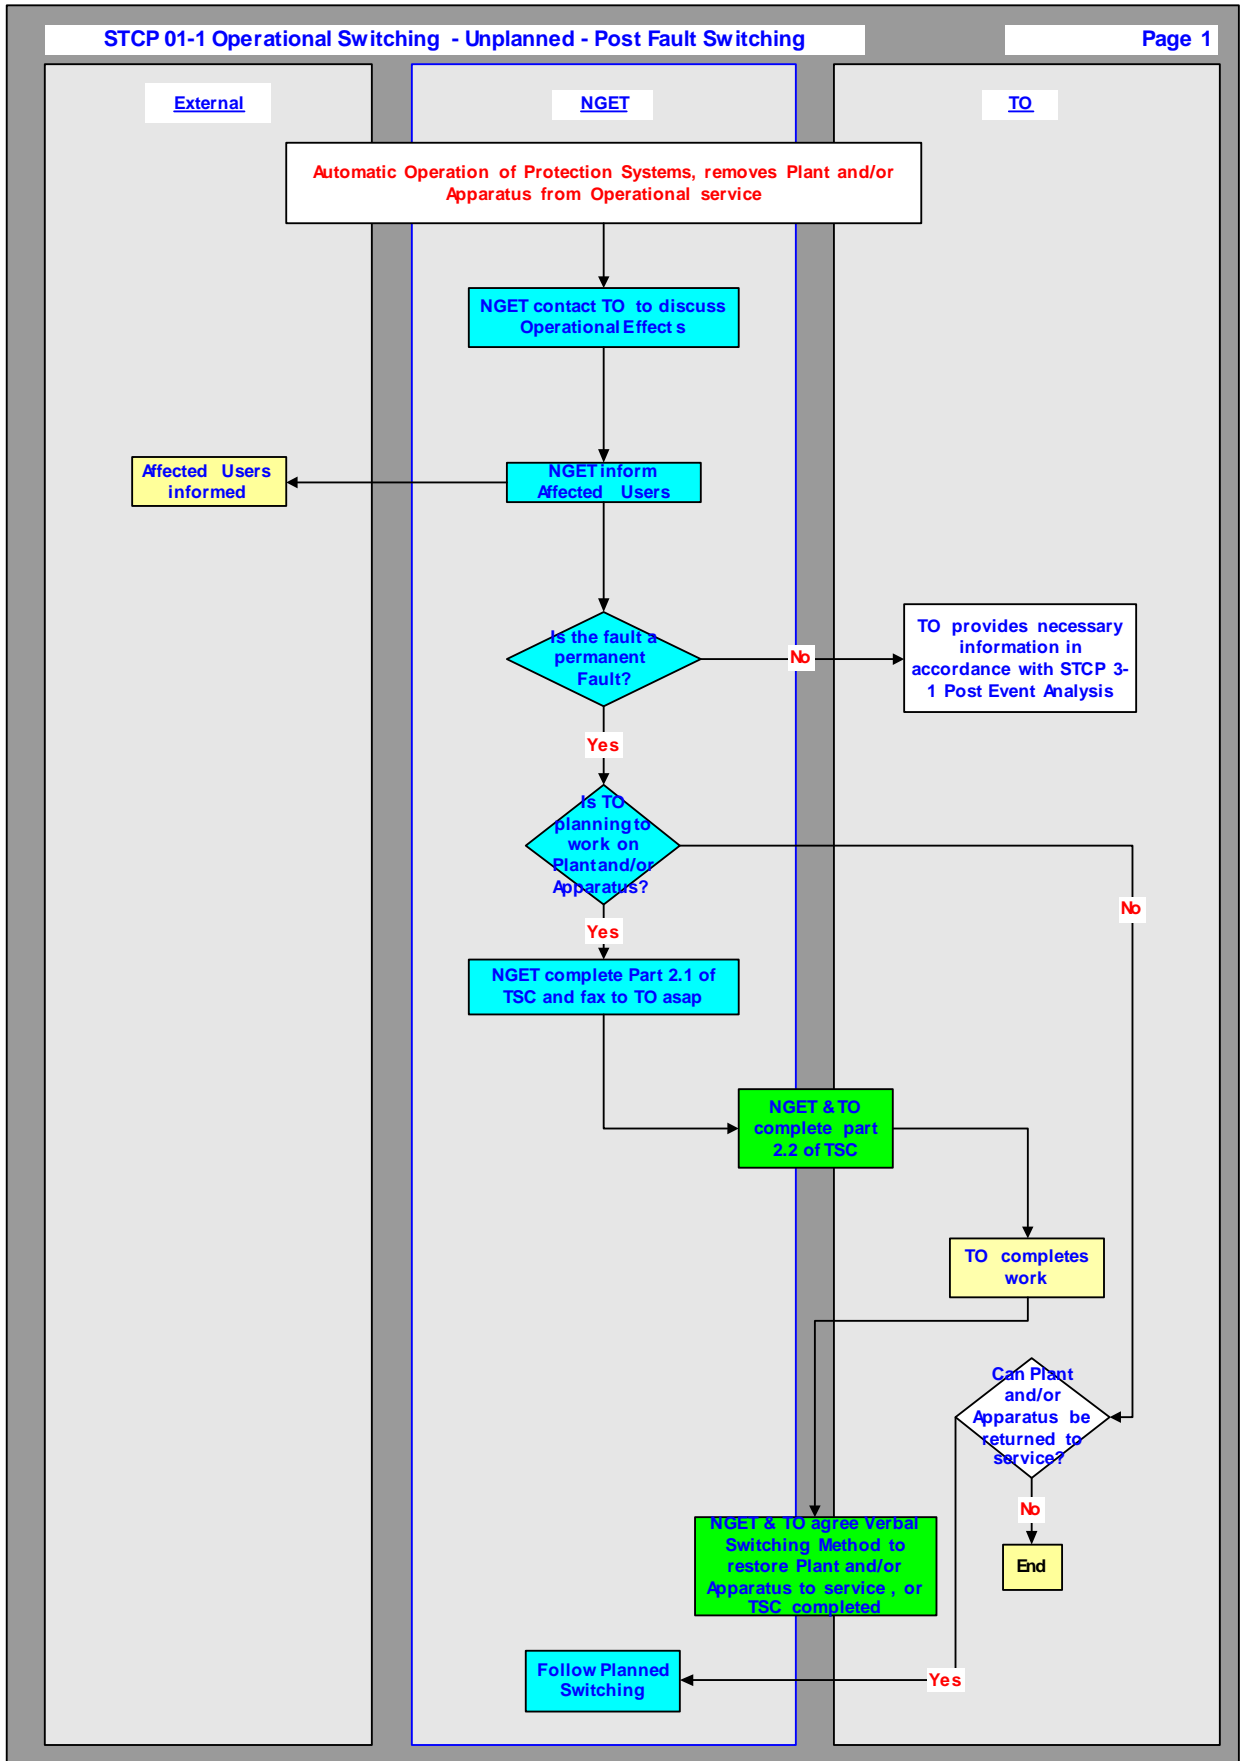 STCP 01-1 Operational Switching - Unplanned - Post Fault Switching
Page 1
External
NGET
TO
Automatic Operation of Protection Systems, removes Plant and/or
Apparatus from Operational service
NGET contact TO to discuss
Operational Effects
Affected Users
informed
NGET inform
Affected Users
Is the fault a
permanent
Fault?
No
TO provides necessary
information in
accordance with STCP 3-
1 Post Event Analysis
Yes
Is TO
planning to
work on
Plant and/or
Apparatus?
No
Yes
NGET complete Part 2.1 of
TSC and fax to TO asap
NGET & TO
complete part
2.2 of TSC
TO completes
work
Can Plant
and/or
Apparatus be
returned to
service?
No
End
NGET & TO agree Verbal
Switching Method to
restore Plant and/or
Apparatus to service , or
TSC completed
Follow Planned
Switching
Yes